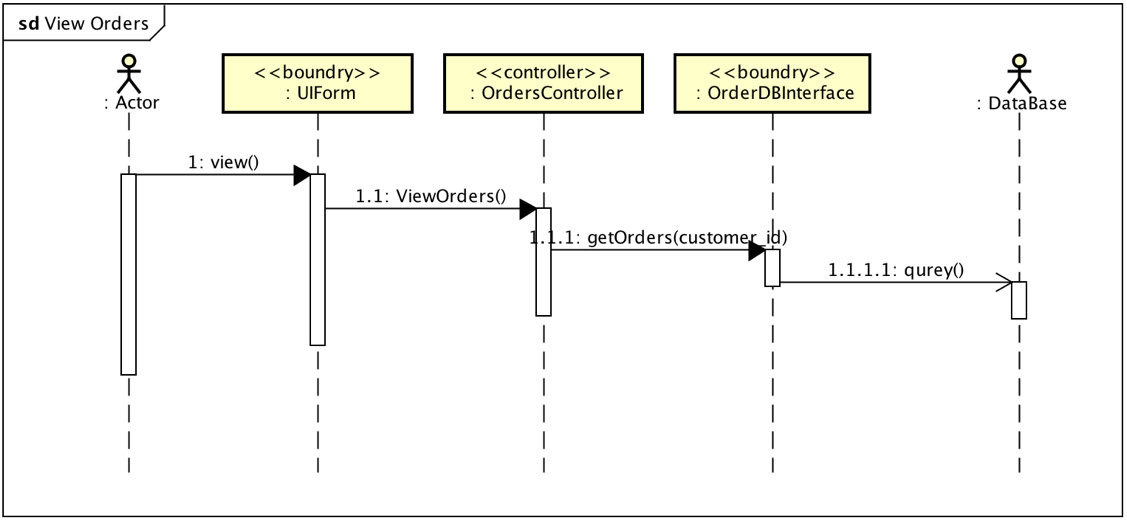 sd View Orders
: Actor
<<boundry>>
: UIForm
<<controller>>
: OrdersController
<<boundry>>
: OrderDBInterface
: DataBase
1: view()
1.1: ViewOrders()
1.1.1: getOrders(customer_id)
1.1.1.1: qurey()